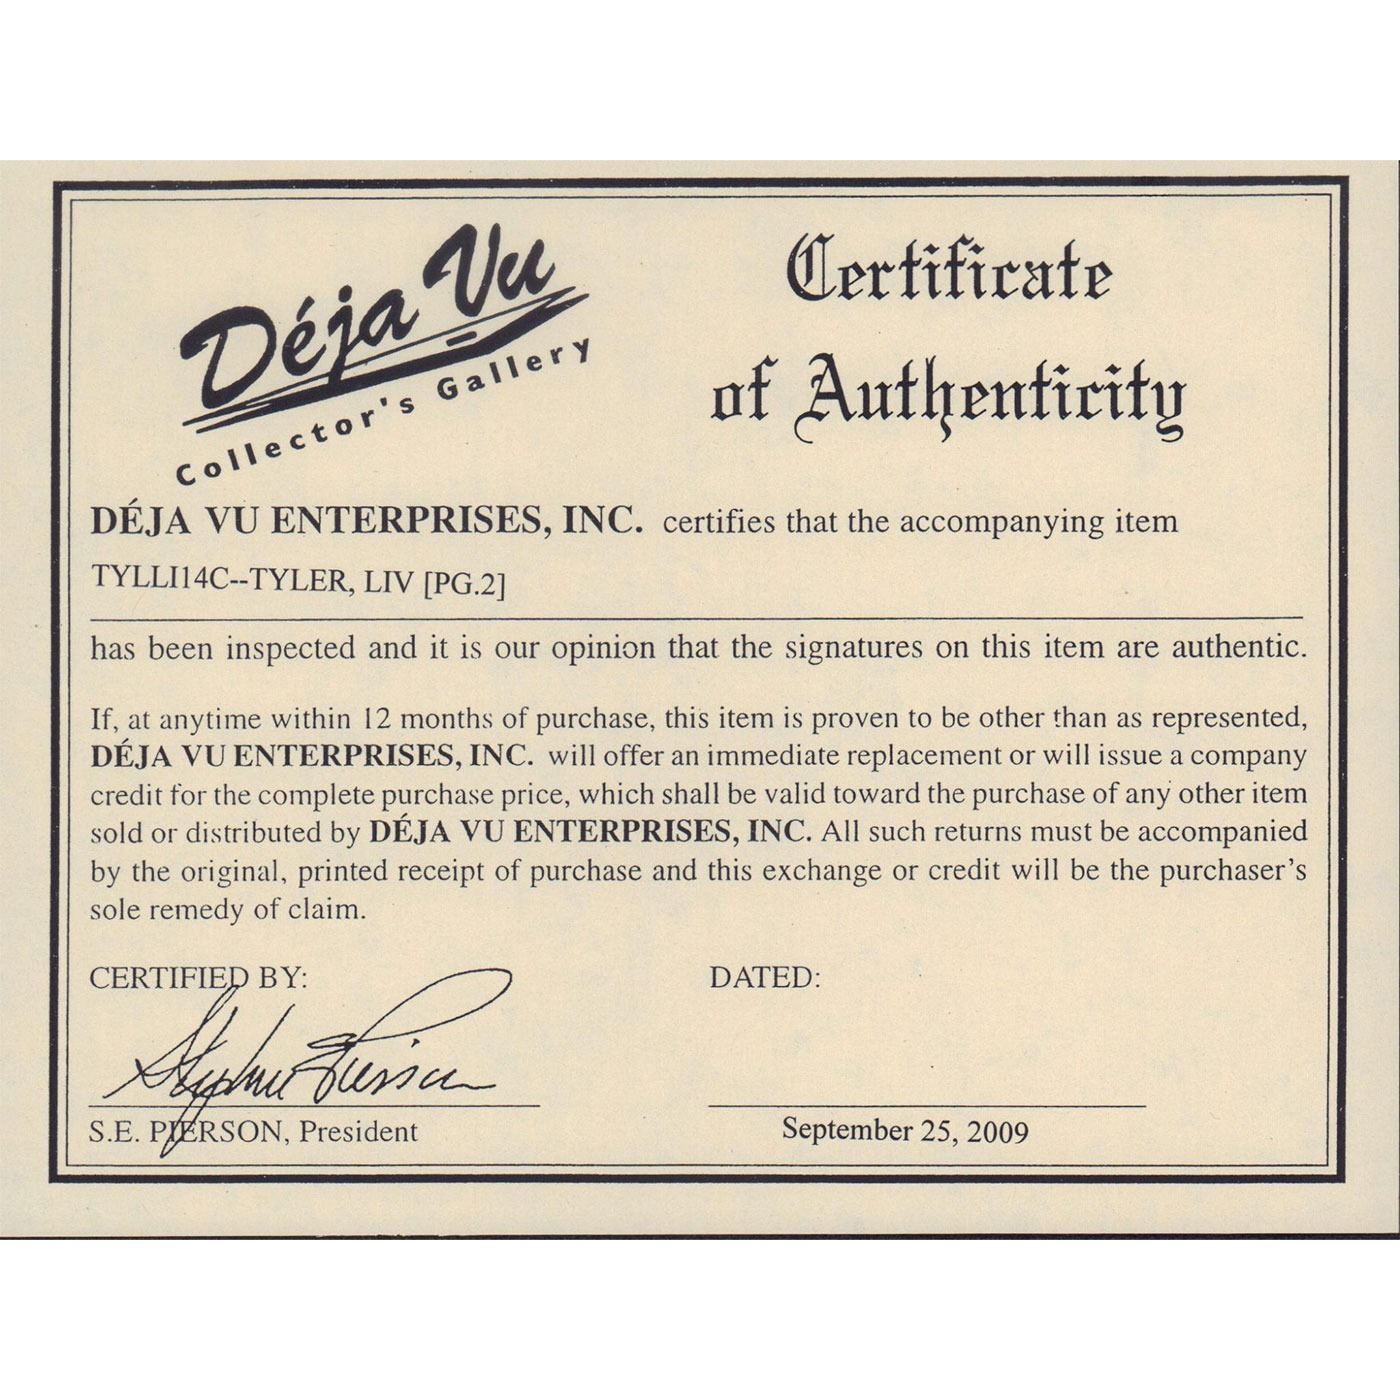 Déjà Vu
Collector's Gallery
Certificate
of Authenticity
DÉJA VU ENTERPRISES, INC. certifies that the accompanying item
TYLLI14C--TYLER, LIV [PG.2]
has been inspected and it is our opinion that the signatures on this item are authentic.
If, at anytime within 12 months of purchase, this item is proven to be other than as represented,
DÉJA VU ENTERPRISES, INC. will offer an immediate replacement or will issue a company
credit for the complete purchase price, which shall be valid toward the purchase of any other item
sold or distributed by DÉJA VU ENTERPRISES, INC. All such returns must be accompanied
by the original, printed receipt of purchase and this exchange or credit will be the purchaser's
sole remedy of claim.
CERTIFIED BY:
Stephen Pierson
S.E. PIERSON, President
DATED:
September 25, 2009